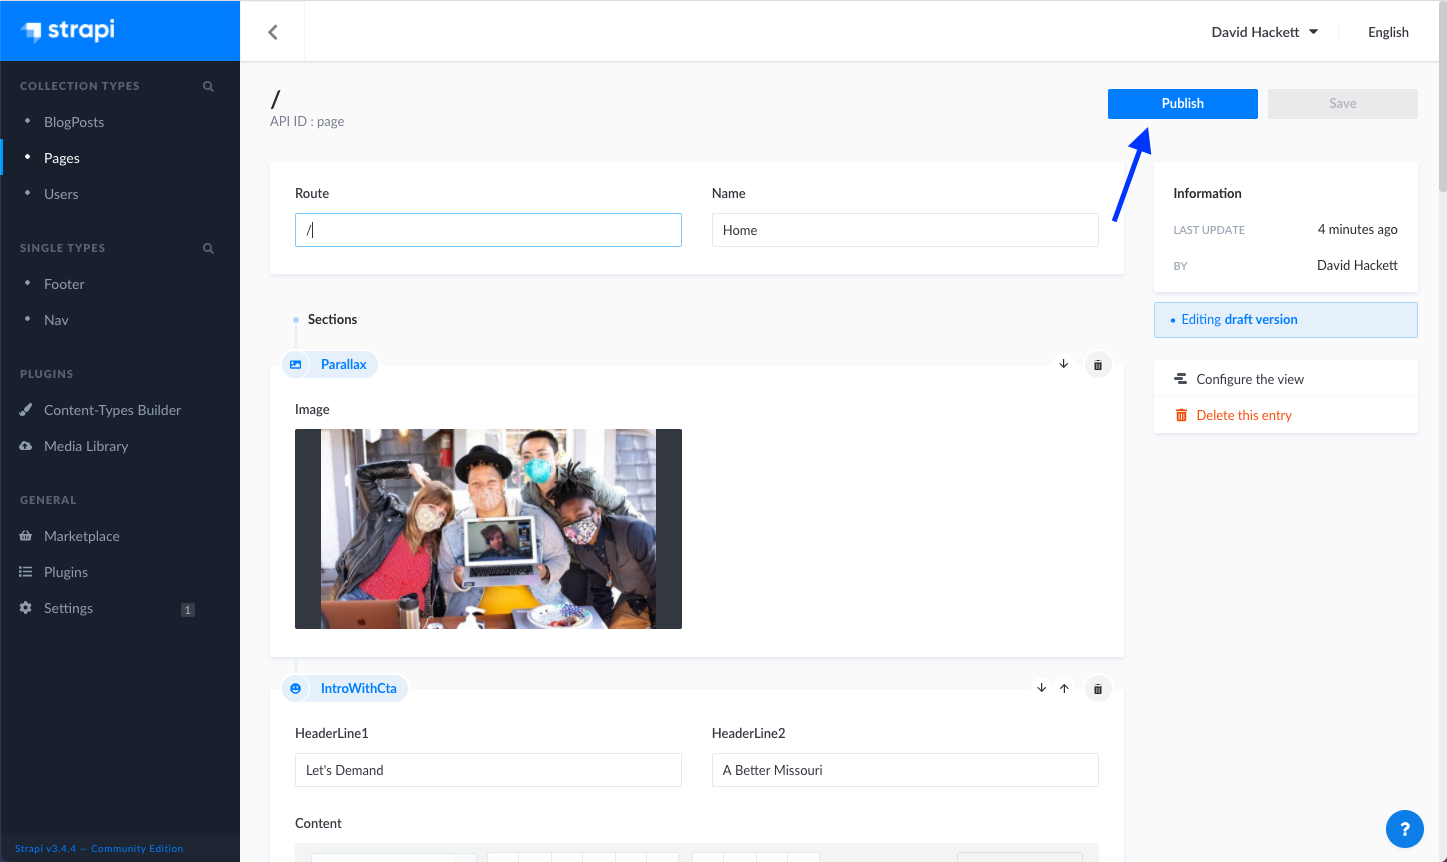 strapi
David Hackett
English
COLLECTION TYPES
BlogPosts
Pages
Users
SINGLE TYPES
Footer
Nav
PLUGINS
Content-Types Builder
Media Library
GENERAL
Marketplace
Plugins
Settings
1
Strapi v3.4.4 — Community Edition
/
API ID : page
Publish
Save
Route
Name
/
Home
Sections
Parallax
Image
IntroWithCta
HeaderLine1
HeaderLine2
Let's Demand
A Better Missouri
Content
Information
LAST UPDATE
4 minutes ago
BY
David Hackett
• Editing draft version
Configure the view
Delete this entry
?